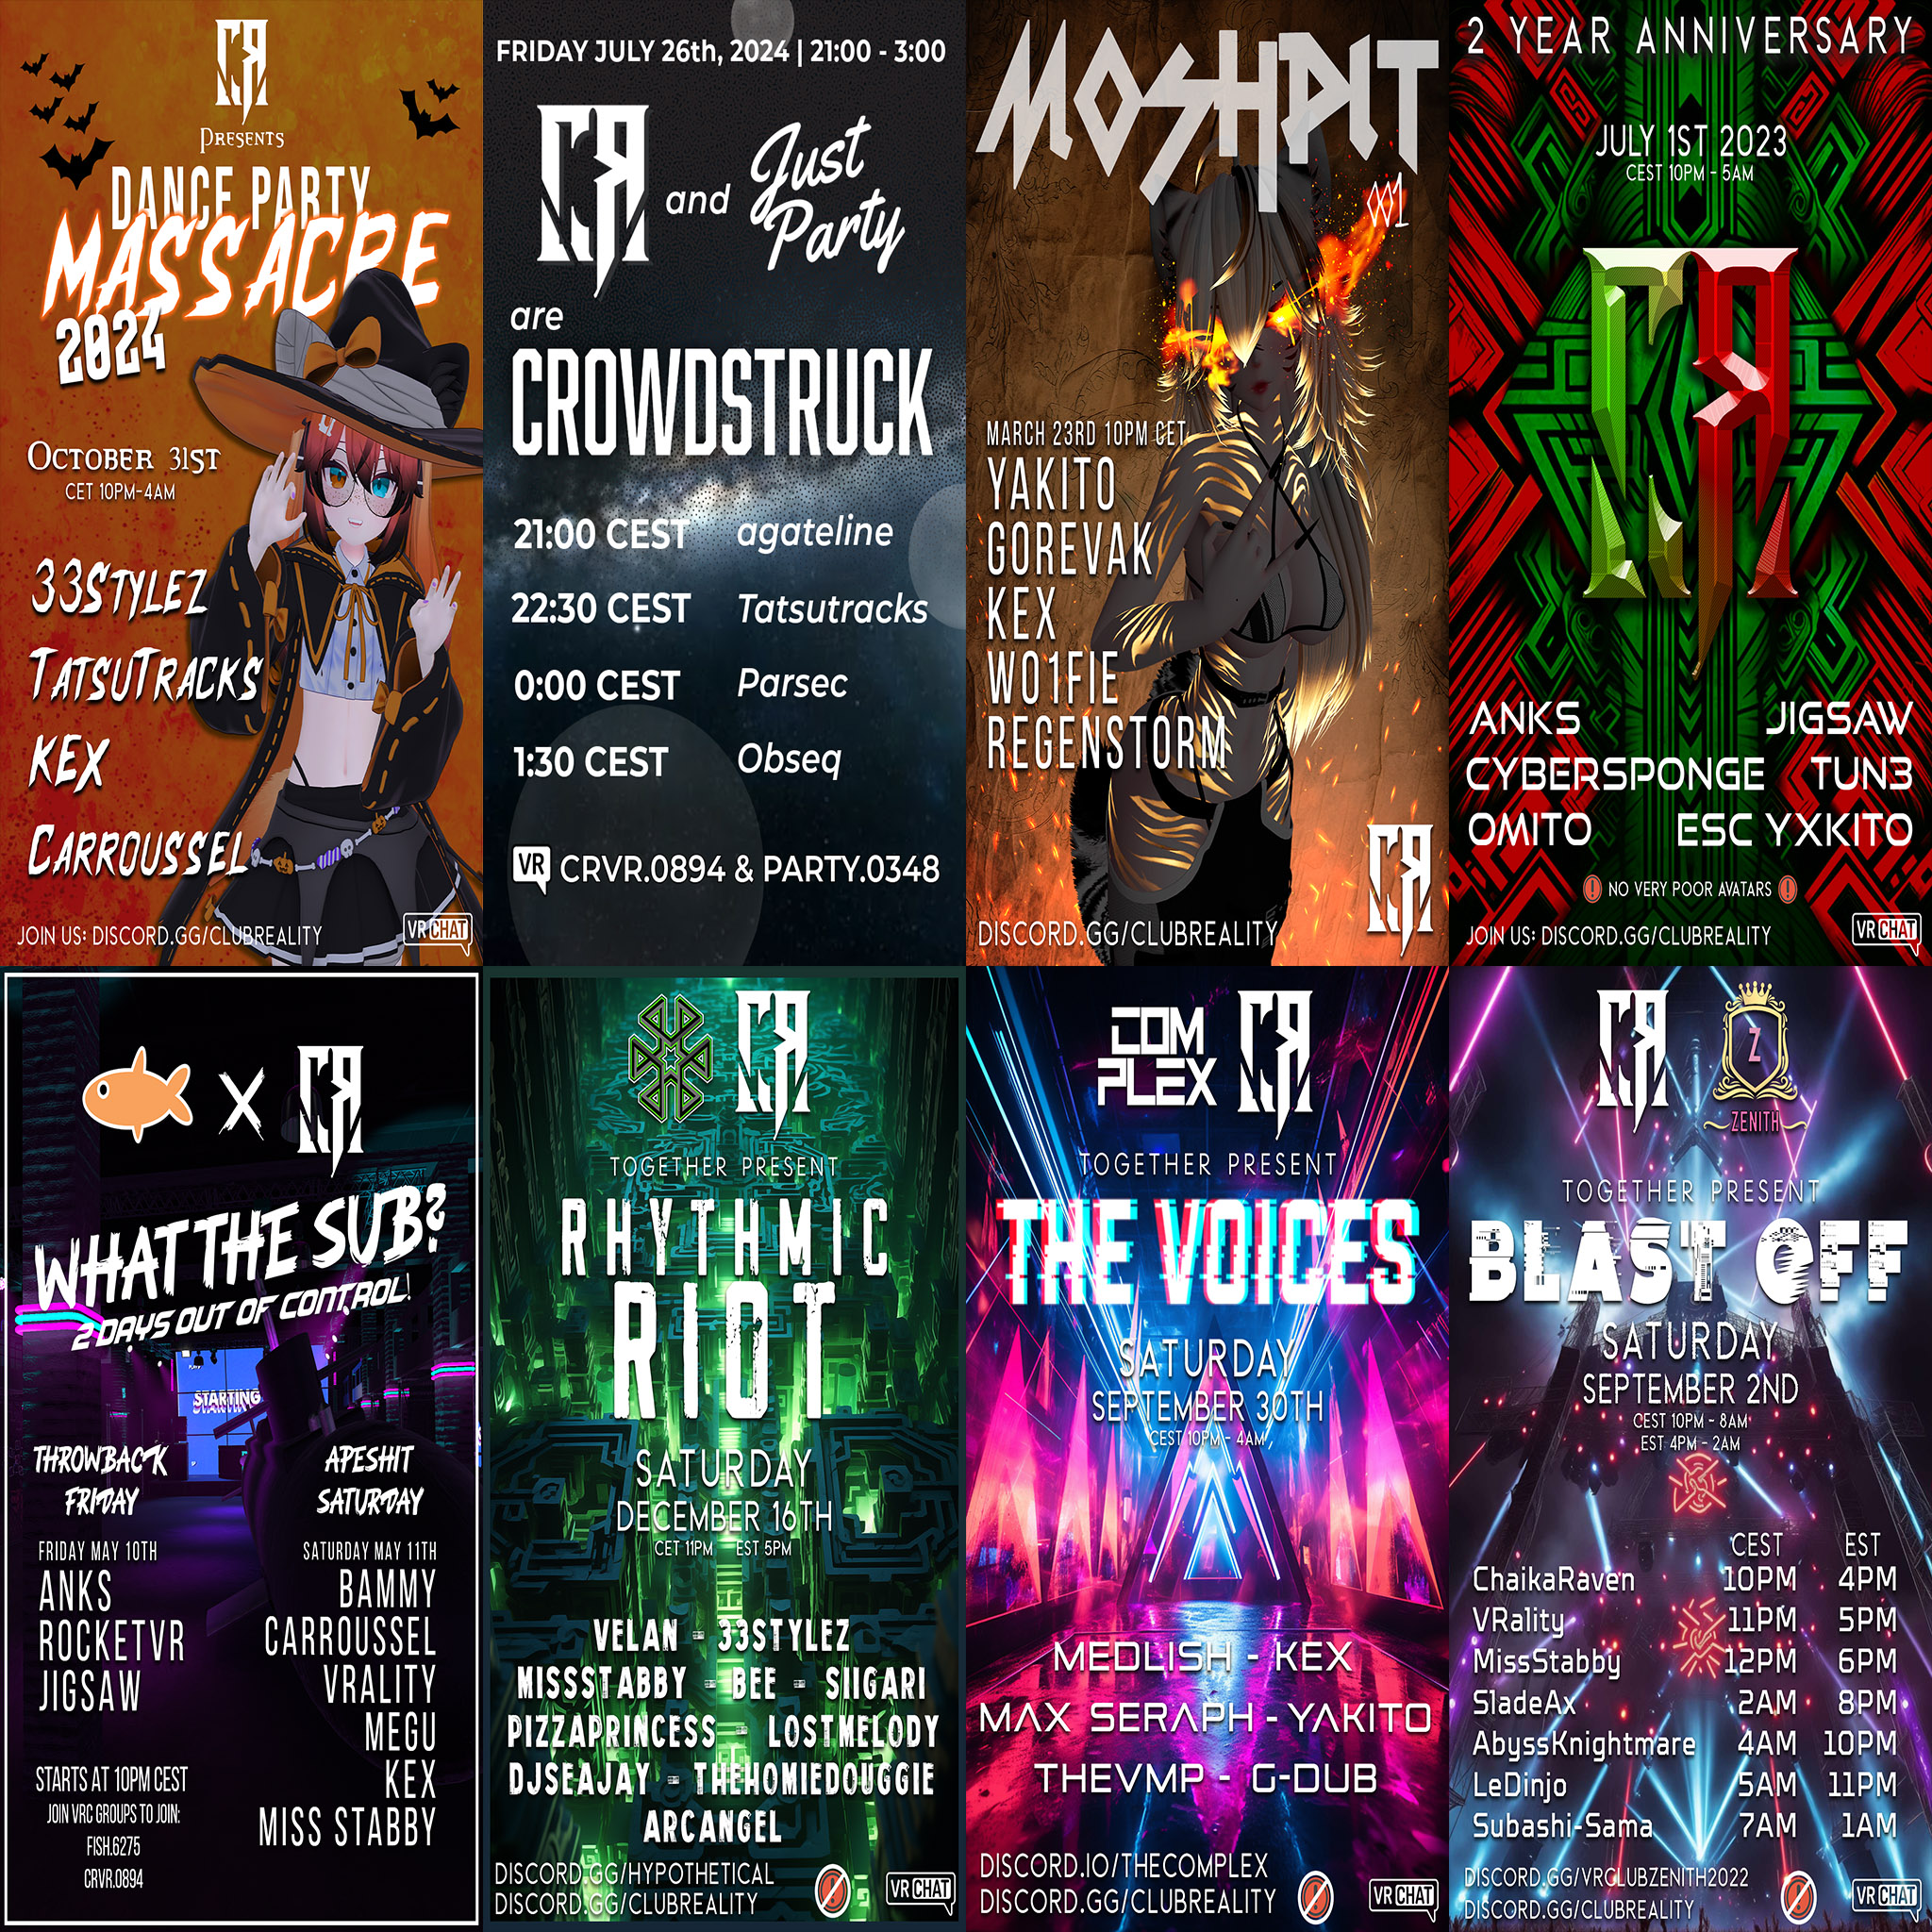 CR
PRESENTS
DANCE PARTY
MASSACRE
2024
OCTOBER 31ST
CET 10PM-4AM
33STYLEZ
TATSUTRACKS
KEX
CARROUSSEL
JOIN US: DISCORD.GG/CLUBREALITY
VRCHAT
FRIDAY JULY 26th, 2024 | 21:00 - 3:00
CR and Just Party
are
CROWDSTRUCK
21:00 CEST agateline
22:30 CEST Tatsutracks
0:00 CEST Parsec
1:30 CEST Obseq
VR CRVR.0894 & PARTY.0348
MOSHPIT
001
MARCH 23RD 10PM CET
YAKITO
GOREVAK
KEX
WO1FIE
REGENSTORM
CR
DISCORD.GG/CLUBREALITY
2 YEAR ANNIVERSARY
JULY 1ST 2023
CEST 10PM - 5AM
CR
ANKS JIGSAW
CYBERSPONGE TUN3
OMITO ESC YXKITO
! NO VERY POOR AVATARS !
JOIN US: DISCORD.GG/CLUBREALITY
VRCHAT
X CR
WHAT THE SUB?
2 DAYS OUT OF CONTROL!
STARTING
THROWBACK
FRIDAY
FRIDAY MAY 10TH
ANKS
ROCKETVR
JIGSAW
STARTS AT 10PM CEST
JOIN VRC GROUPS TO JOIN:
FISH.6275
CRVR.0894
APESHIT
SATURDAY
SATURDAY MAY 11TH
BAMMY
CARROUSSEL
VRALITY
MEGU
KEX
MISS STABBY
CR
TOGETHER PRESENT
RHYTHMIC
RIOT
SATURDAY
DECEMBER 16TH
CET 11PM EST 5PM
VELAN - 33STYLEZ
MISSSTABBY - BEE - SIIGARI
PIZZAPRINCESS - LOSTMELODY
DJSEAJAY - THEHOMIEDOUGGIE
ARCANGEL
DISCORD.GG/HYPOTHETICAL
DISCORD.GG/CLUBREALITY
VRCHAT
COM
PLEX
CR
TOGETHER PRESENT
THE VOICES
SATURDAY
SEPTEMBER 30TH
CEST 10PM - 4AM
MEDLISH - KEX
MAX SERAPH - YAKITO
THEVMP - G-DUB
DISCORD.IO/THECOMPLEX
DISCORD.GG/CLUBREALITY
VRCHAT
CR
Z
ZENITH
TOGETHER PRESENT
BLAST OFF
SATURDAY
SEPTEMBER 2ND
CEST 10PM - 8AM
EST 4PM - 2AM
CEST EST
ChaikaRaven 10PM 4PM
VRality 11PM 5PM
MissStabby 12PM 6PM
SladeAx 2AM 8PM
AbyssKnightmare 4AM 10PM
LeDinjo 5AM 11PM
Subashi-Sama 7AM 1AM
DISCORD.GG/VRCLUBZENITH2022
DISCORD.GG/CLUBREALITY
VRCHAT